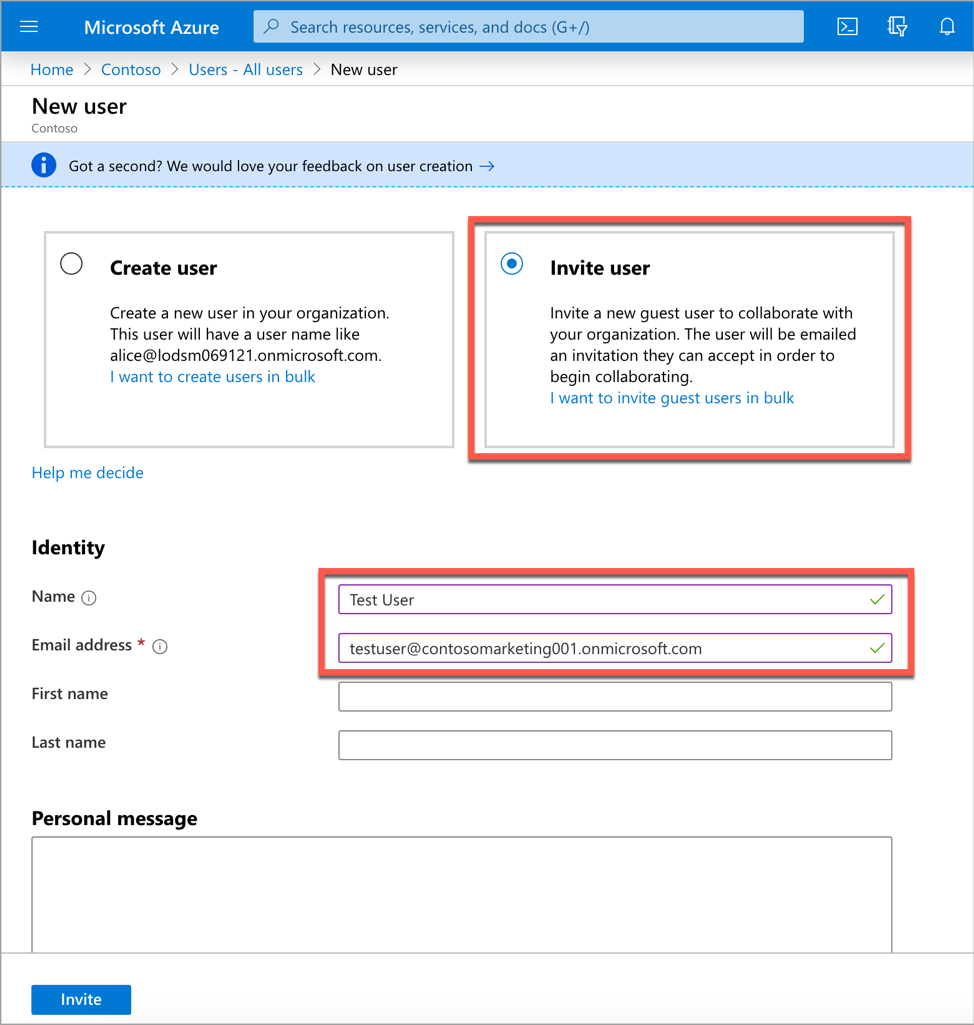 Microsoft Azure
Search resources, services, and docs (G+/)
Home > Contoso > Users - All users > New user
New user
Contoso
Got a second? We would love your feedback on user creation →
Create user
Create a new user in your organization.
This user will have a user name like
alice@lodsm069121.onmicrosoft.com.
I want to create users in bulk
Invite user
Invite a new guest user to collaborate with
your organization. The user will be emailed
an invitation they can accept in order to
begin collaborating.
I want to invite guest users in bulk
Help me decide
Identity
Name
Test User
Email address *
testuser@contosomarketing001.onmicrosoft.com
First name
Last name
Personal message
Invite